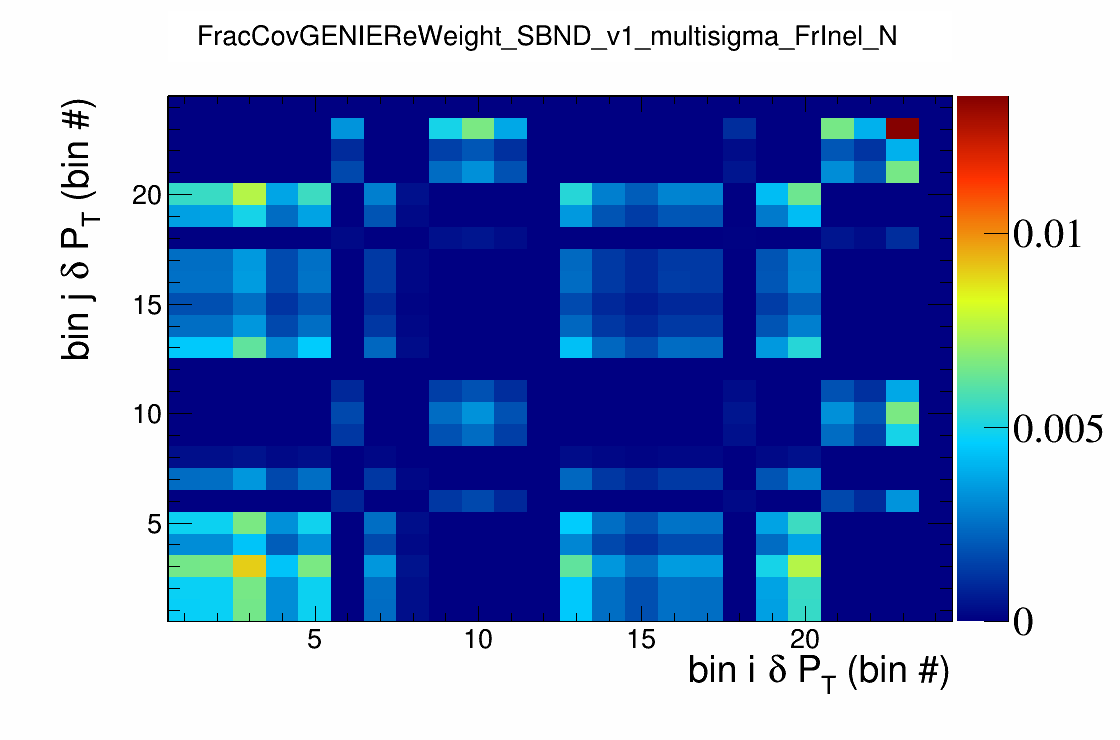 FracCovGENIEReWeight_SBND_v1_multisigma_FrInel_N
bin j δ P_T (bin #)
20
15
10
5
5 10 15 20
bin i δ P_T (bin #)
0.01
0.005
0